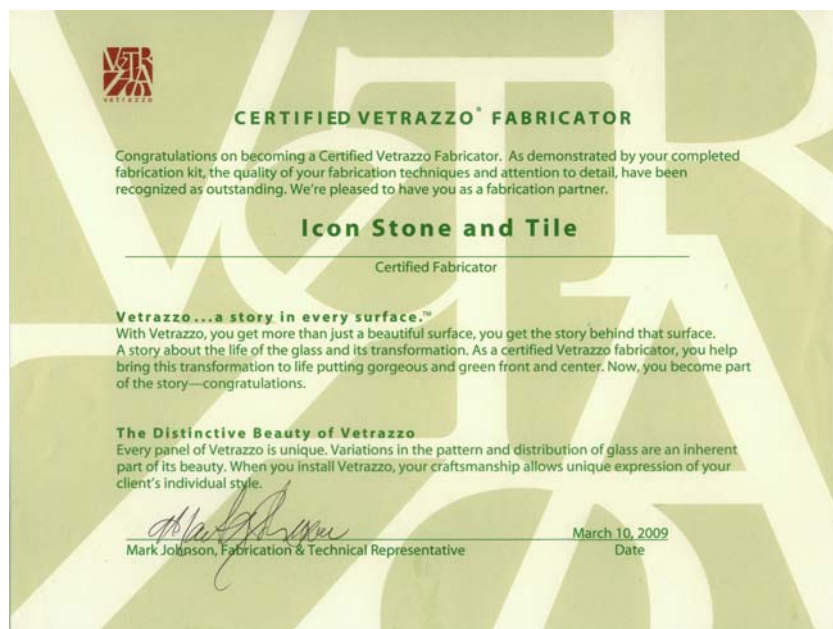 VETR
ZZA
vetrazzo
CERTIFIED VETRAZZO® FABRICATOR
Congratulations on becoming a Certified Vetrazzo Fabricator. As demonstrated by your completed
fabrication kit, the quality of your fabrication techniques and attention to detail, have been
recognized as outstanding. We're pleased to have you as a fabrication partner.
Icon Stone and Tile
Certified Fabricator
Vetrazzo...a story in every surface.™
With Vetrazzo, you get more than just a beautiful surface, you get the story behind that surface.
A story about the life of the glass and its transformation. As a certified Vetrazzo fabricator, you help
bring this transformation to life putting gorgeous and green front and center. Now, you become part
of the story—congratulations.
The Distinctive Beauty of Vetrazzo
Every panel of Vetrazzo is unique. Variations in the pattern and distribution of glass are an inherent
part of its beauty. When you install Vetrazzo, your craftsmanship allows unique expression of your
client's individual style.
March 10, 2009
Mark Johnson, Fabrication & Technical Representative
Date